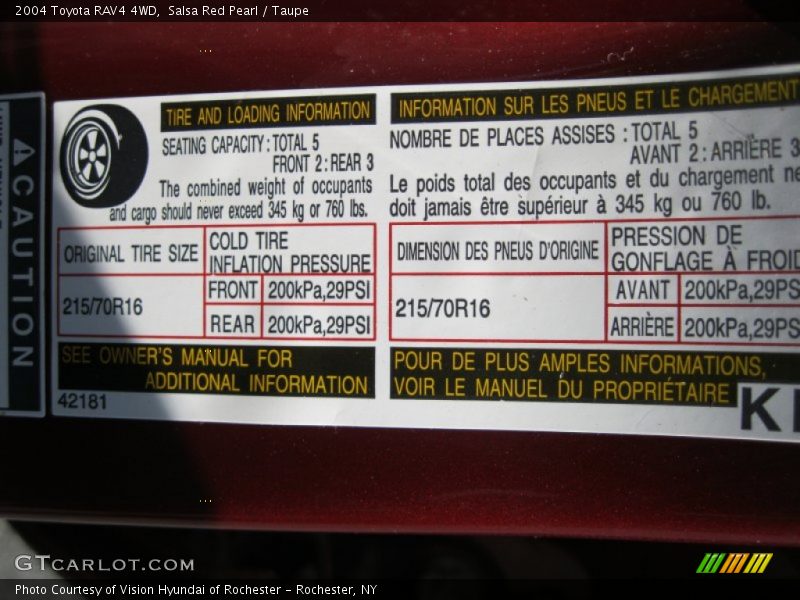 2004 Toyota RAV4 4WD, Salsa Red Pearl / Taupe
CAUTION
TIRE AND LOADING INFORMATION
SEATING CAPACITY : TOTAL 5
FRONT 2 : REAR 3
The combined weight of occupants
and cargo should never exceed 345 kg or 760 lbs.
ORIGINAL TIRE SIZE
COLD TIRE
INFLATION PRESSURE
215/70R16
FRONT 200kPa,29PSI
REAR 200kPa,29PSI
SEE OWNER'S MANUAL FOR
ADDITIONAL INFORMATION
42181
INFORMATION SUR LES PNEUS ET LE CHARGEMENT
NOMBRE DE PLACES ASSISES : TOTAL 5
AVANT 2 : ARRIÈRE 3
Le poids total des occupants et du chargement ne
doit jamais être supérieur à 345 kg ou 760 lb.
DIMENSION DES PNEUS D'ORIGINE
PRESSION DE
GONFLAGE À FROID
215/70R16
AVANT 200kPa,29PS
ARRIÈRE 200kPa,29PS
POUR DE PLUS AMPLES INFORMATIONS,
VOIR LE MANUEL DU PROPRIÉTAIRE
K
GTCARLOT.COM
Photo Courtesy of Vision Hyundai of Rochester - Rochester, NY